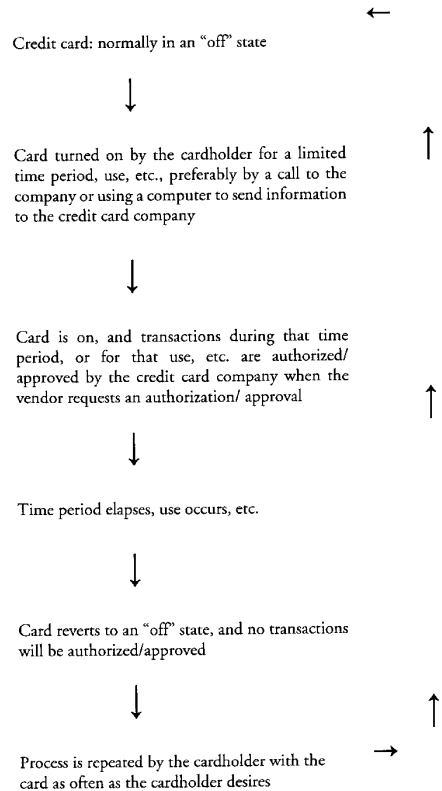 Credit card: normally in an “off” state
Card turned on by the cardholder for a limited
time period, use, etc., preferably by a call to the
company or using a computer to send information
to the credit card company
Card is on, and transactions during that time
period, or for that use, etc. are authorized/
approved by the credit card company when the
vendor requests an authorization/ approval
Time period elapses, use occurs, etc.
Card reverts to an “off” state, and no transactions
will be authorized/approved
Process is repeated by the cardholder with the
card as often as the cardholder desires